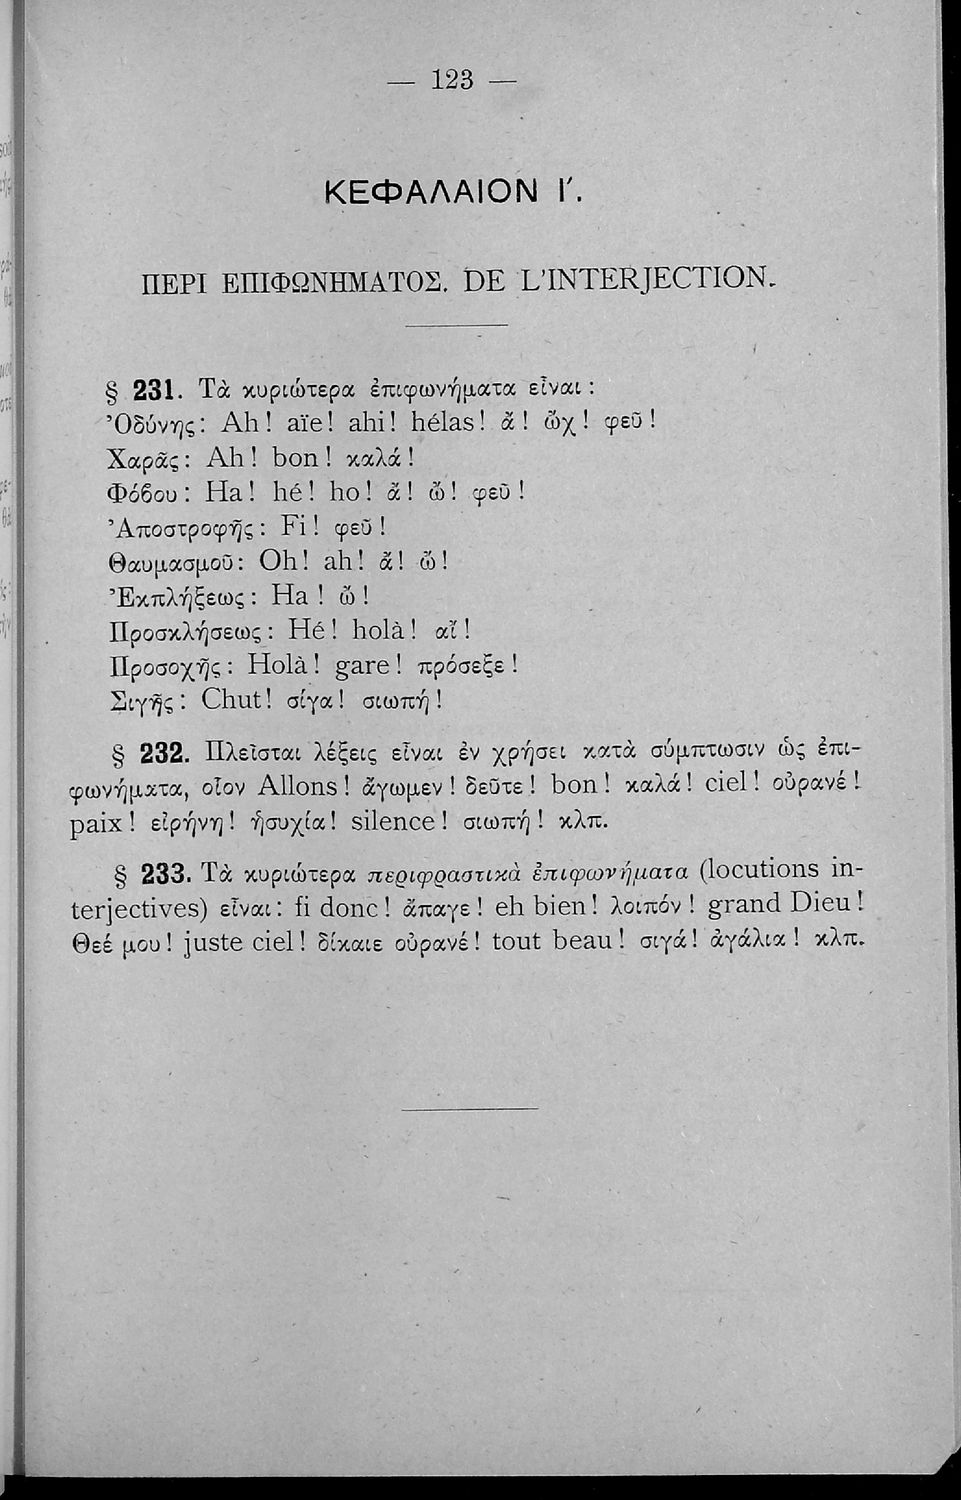 — 123 —
ΚΕΦΑΛΑΙΟΝ Ι΄.
ΠΕΡΙ ΕΠΙΦΩΝΗΜΑΤΟΣ. DE L'INTERJECTION.
§ 231. Τὰ κυριώτερα ἐπιφωνήματα εἶναι :
Ὀδύνης : Ah ! aïe ! ahi ! hélas ! ἄ ! ὤχ ! φεῦ !
Χαρᾶς : Ah ! bon ! καλά !
Φόβου : Ha ! hé ! ho ! ἄ ! ὤ ! φεῦ !
Ἀποστροφῆς : Fi ! φεῦ !
Θαυμασμοῦ : Oh ! ah ! ἄ ! ὤ !
Ἐκπλήξεως : Ha ! ὤ !
Προσκλήσεως : Hé ! holà ! αἴ !
Προσοχῆς : Holà ! gare ! πρόσεξε !
Σιγῆς : Chut ! σίγα ! σιωπή !
§ 232. Πλεῖσται λέξεις εἶναι ἐν χρήσει κατὰ σύμπτωσιν ὡς ἐπι-
φωνήματα, οἷον Allons ! ἄγωμεν ! δεῦτε ! bon ! καλά ! ciel ! οὐρανέ !
paix ! εἰρήνη ! ἡσυχία ! silence ! σιωπή ! κλπ.
§ 233. Τὰ κυριώτερα περιφραστικὰ ἐπιφωνήματα (locutions in-
terjectives) εἶναι : fi donc ! ἄπαγε ! eh bien ! λοιπόν ! grand Dieu !
Θεέ μου ! juste ciel ! δίκαιε οὐρανέ ! tout beau ! σιγά ! ἀγάλια ! κλπ.